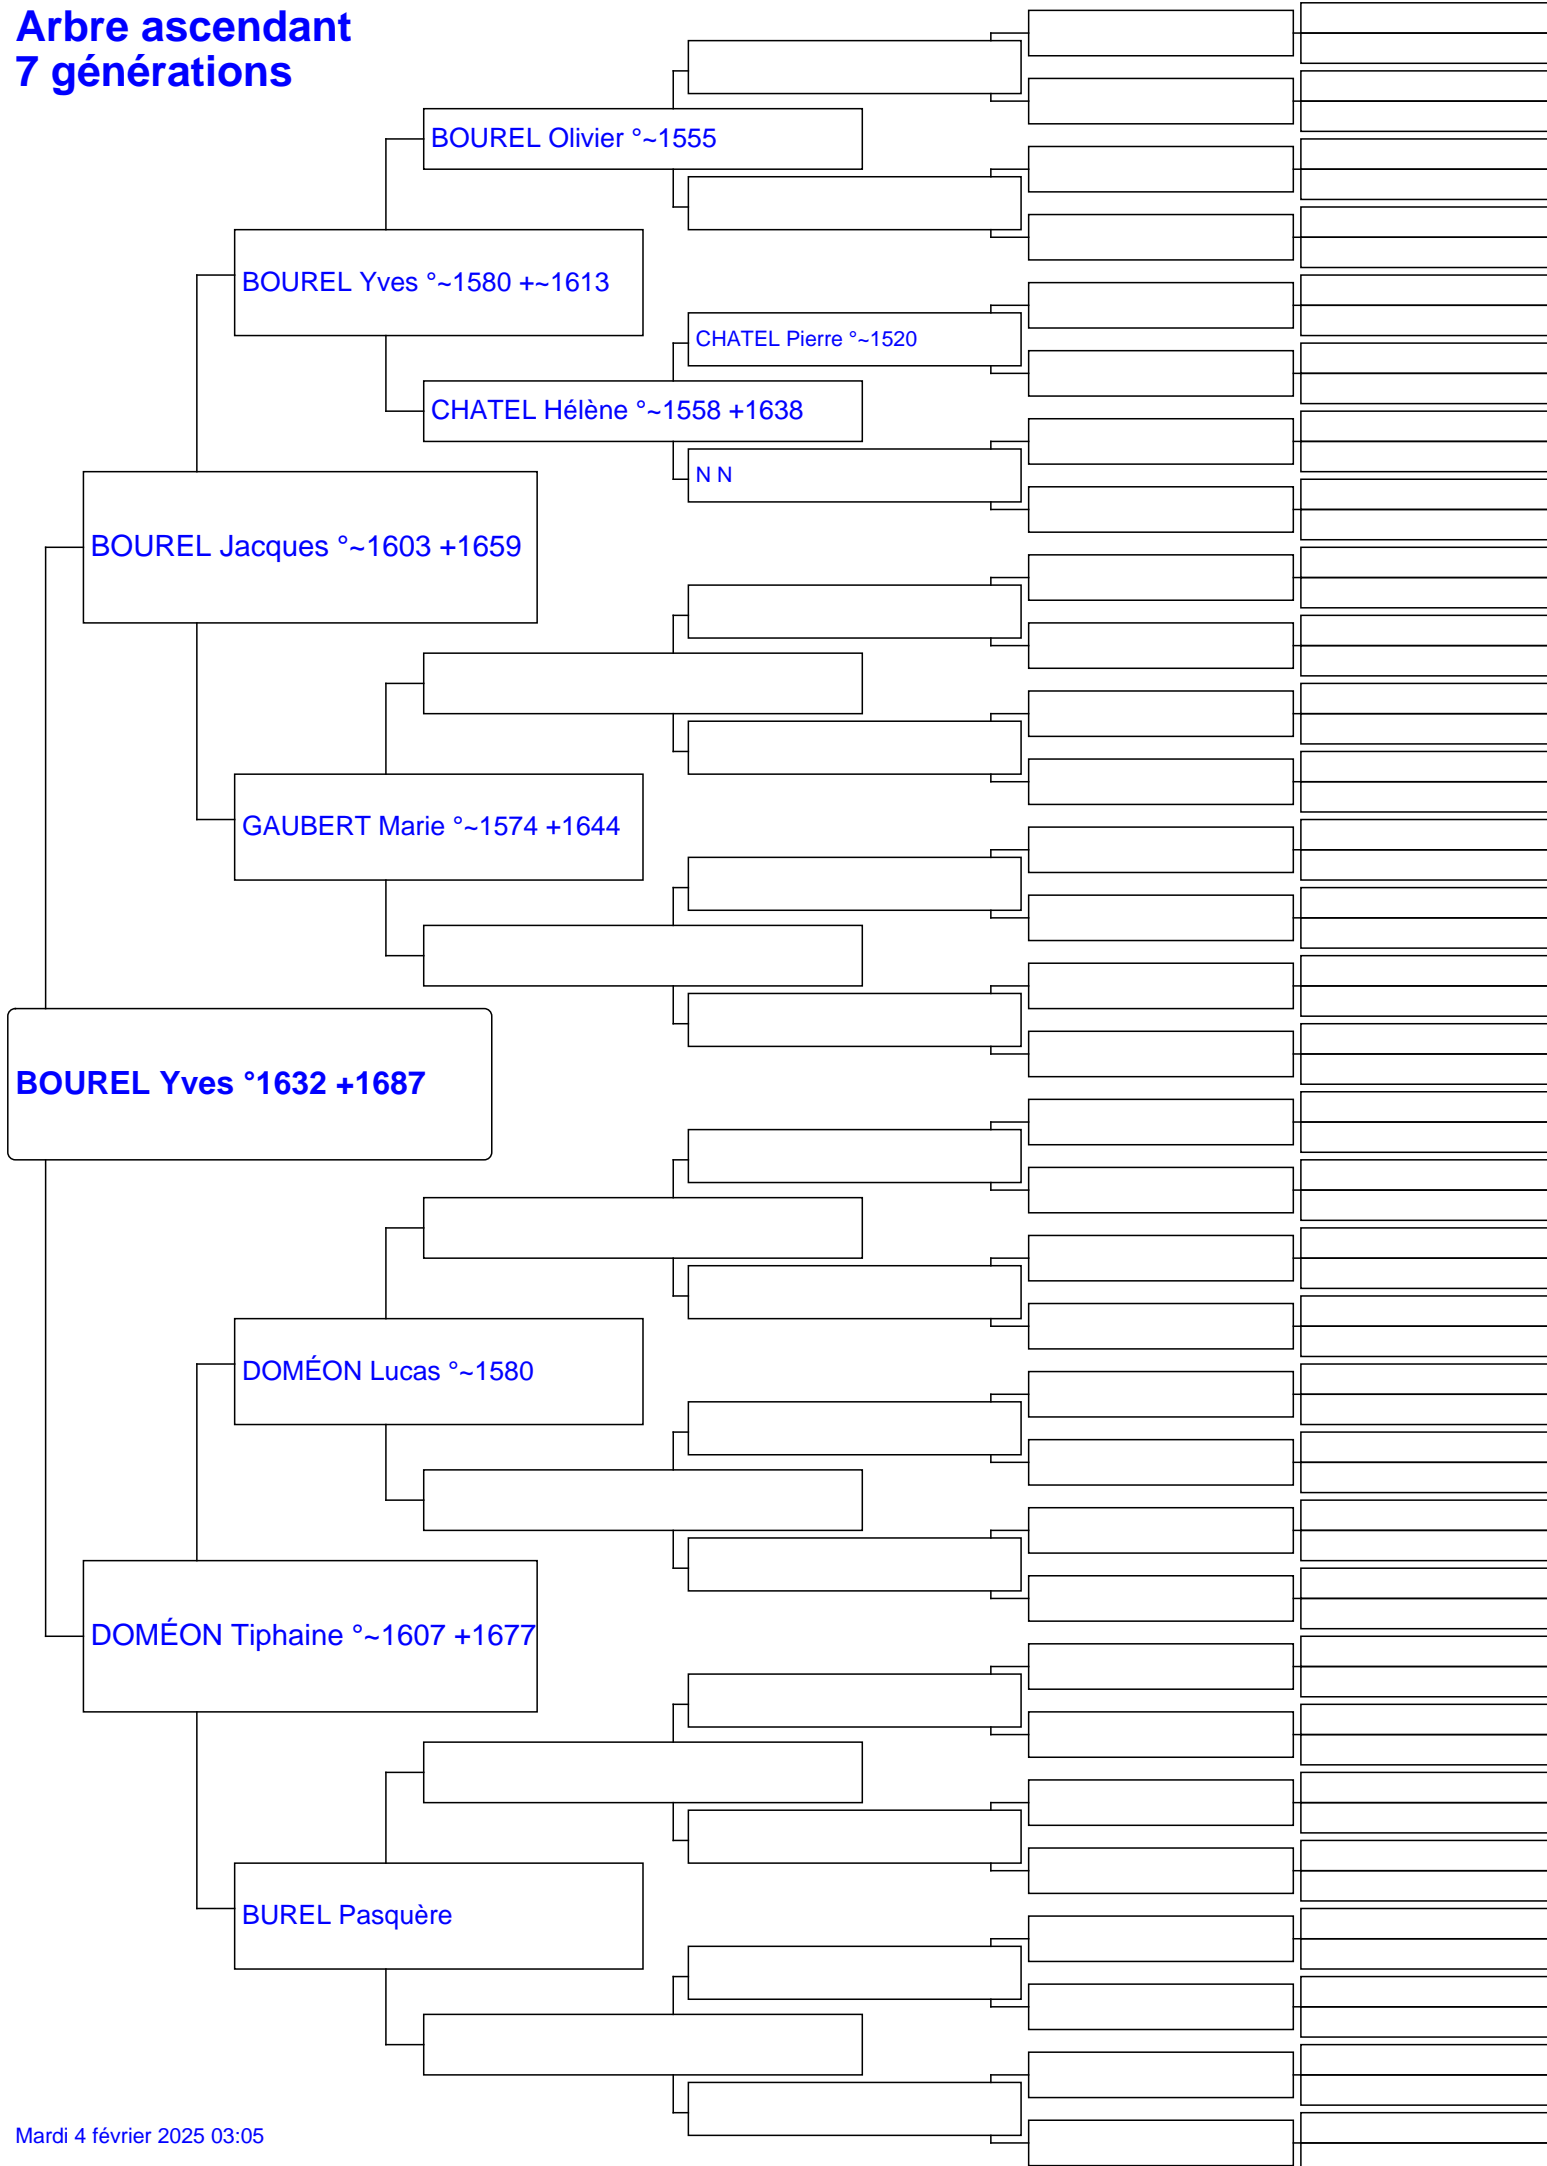 Arbre ascendant
7 générations
BOUREL Olivier °~1555
BOUREL Yves °~1580 +~1613
CHATEL Pierre °~1520
CHATEL Hélène °~1558 +1638
N N
BOUREL Jacques °~1603 +1659
GAUBERT Marie °~1574 +1644
BOUREL Yves °1632 +1687
DOMÉON Lucas °~1580
DOMÉON Tiphaine °~1607 +1677
BUREL Pasquère
Mardi 4 février 2025 03:05